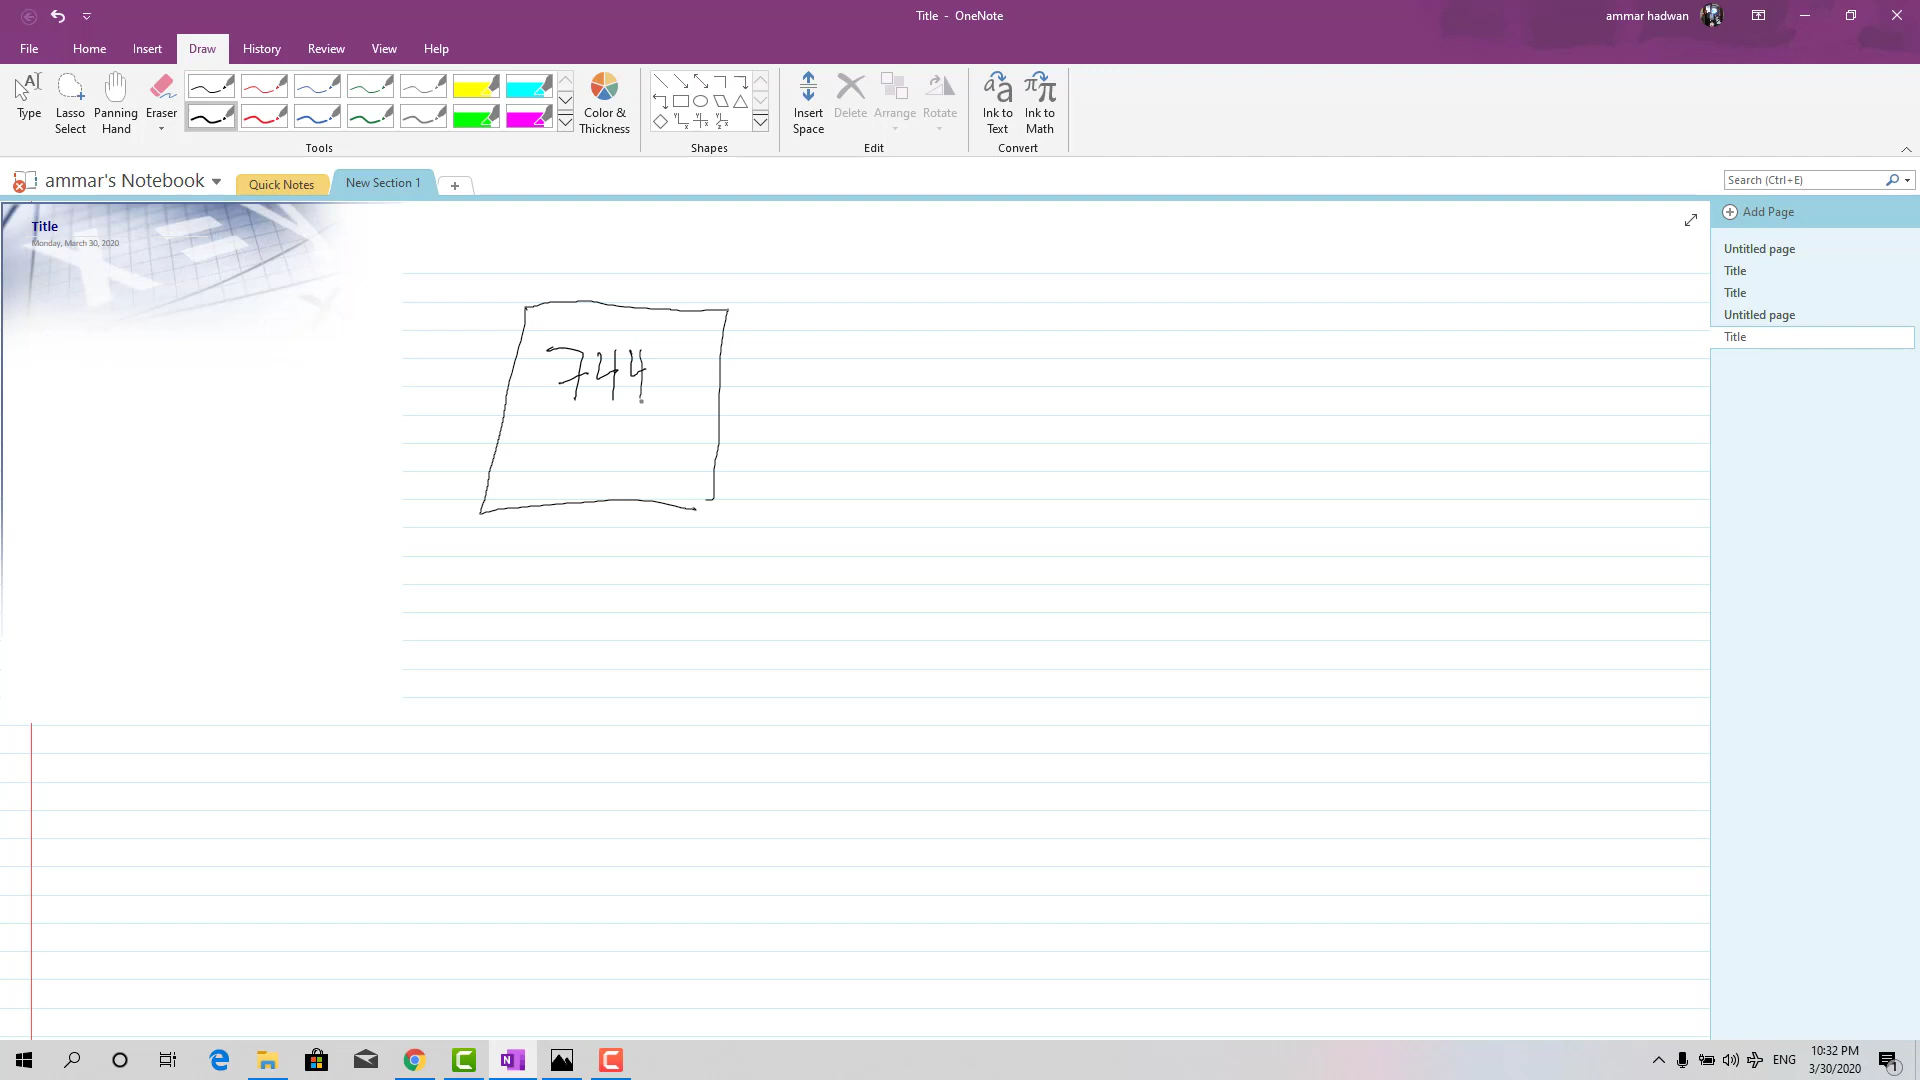 Title - OneNote
ammar hadwan
File Home Insert Draw History Review View Help
Type
Lasso Select
Panning Hand
Eraser
Color & Thickness
Insert Space
Delete
Arrange
Rotate
Ink to Text
Ink to Math
Tools
Shapes
Edit
Convert
ammar's Notebook
Quick Notes
New Section 1
Search (Ctrl+E)
Title
Monday, March 30, 2020
Add Page
Untitled page
Title
Title
Untitled page
Title
744
ENG
10:32 PM
3/30/2020
1